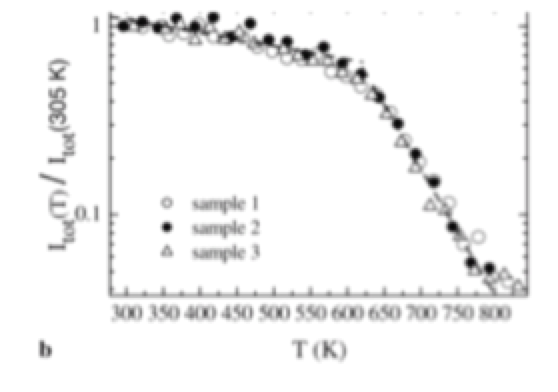 1
0.1
I_tot(T) / I_tot(305 K)
sample 1
sample 2
sample 3
300 350 400 450 500 550 600 650 700 750 800
b
T (K)